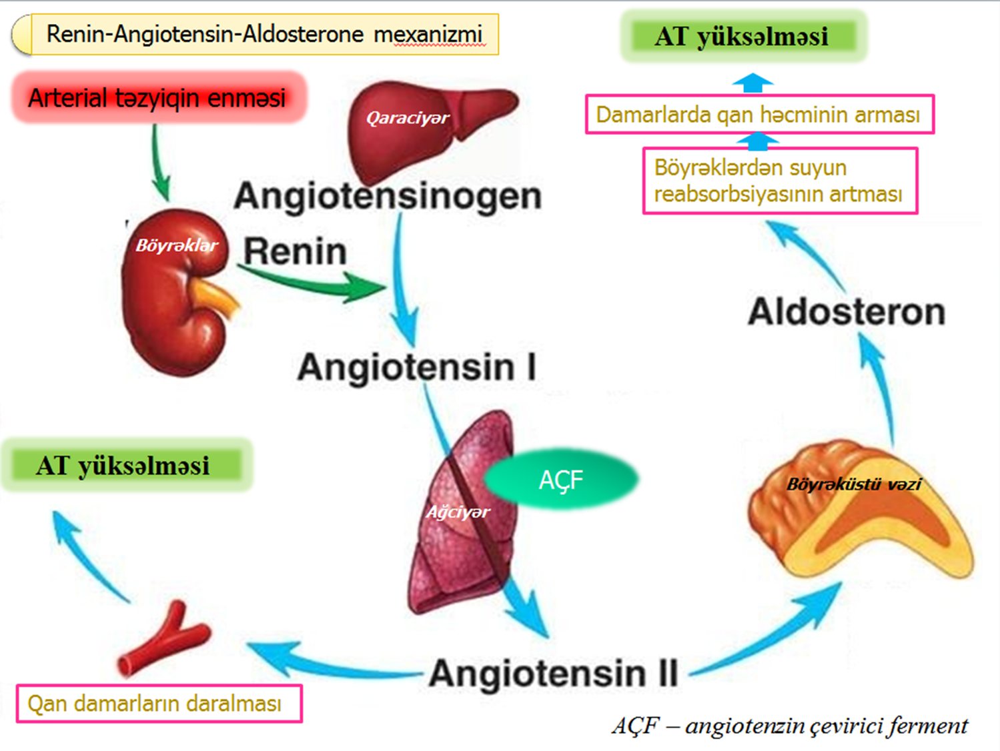 Renin-Angiotensin-Aldosterone mexanizmi
AT yüksəlməsi
Arterial təzyiqin enməsi
Qaraciyər
Damarlarda qan həcminin arması
Böyrəklərdən suyun
reabsorbsiyasının artması
Angiotensinogen
Böyrəklər
Renin
Aldosteron
Angiotensin I
AT yüksəlməsi
AÇF
Ağciyər
Böyrəküstü vəzi
Angiotensin II
Qan damarların daralması
AÇF – angiotenzin çevirici ferment